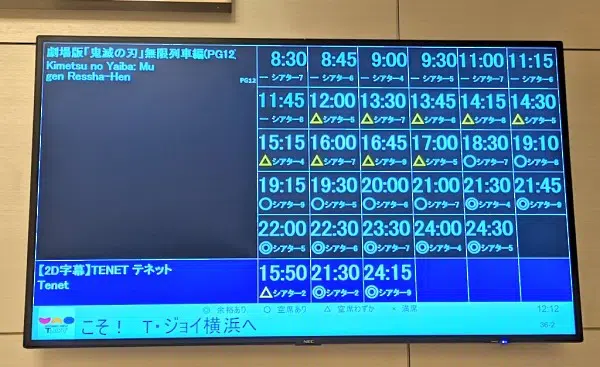 劇場版「鬼滅の刃」無限列車編(PG12)
Kimetsu no Yaiba: Mu
gen Ressha-Hen
PG12
8:30 8:45 9:00 9:30 11:00 11:15
－シアター7 －シアター6 －シアター4 －シアター5 －シアター7 －シアター6
11:45 12:00 13:30 13:45 14:15 14:30
－シアター8 △シアター5 △シアター7 △シアター6 △シアター8 △シアター5
15:15 16:00 16:45 17:00 18:30 19:10
△シアター4 △シアター7 △シアター9 △シアター5 ○シアター7 ○シアター8
19:15 19:30 20:00 21:00 21:30 21:45
○シアター9 ○シアター5 ○シアター6 ○シアター7 ◎シアター4 ◎シアター9
22:00 22:30 23:30 24:00 24:30
◎シアター5 ◎シアター6 ◎シアター7 ◎シアター4 ◎シアター5
【2D字幕】TENET テネット
Tenet
15:50 21:30 24:15
△シアター2 ◎シアター2 ◎シアター9
◎ 余裕あり ○ 空席あり △ 空席わずか × 満席
12:12
こそ！ T・ジョイ横浜へ
36-2
NEC